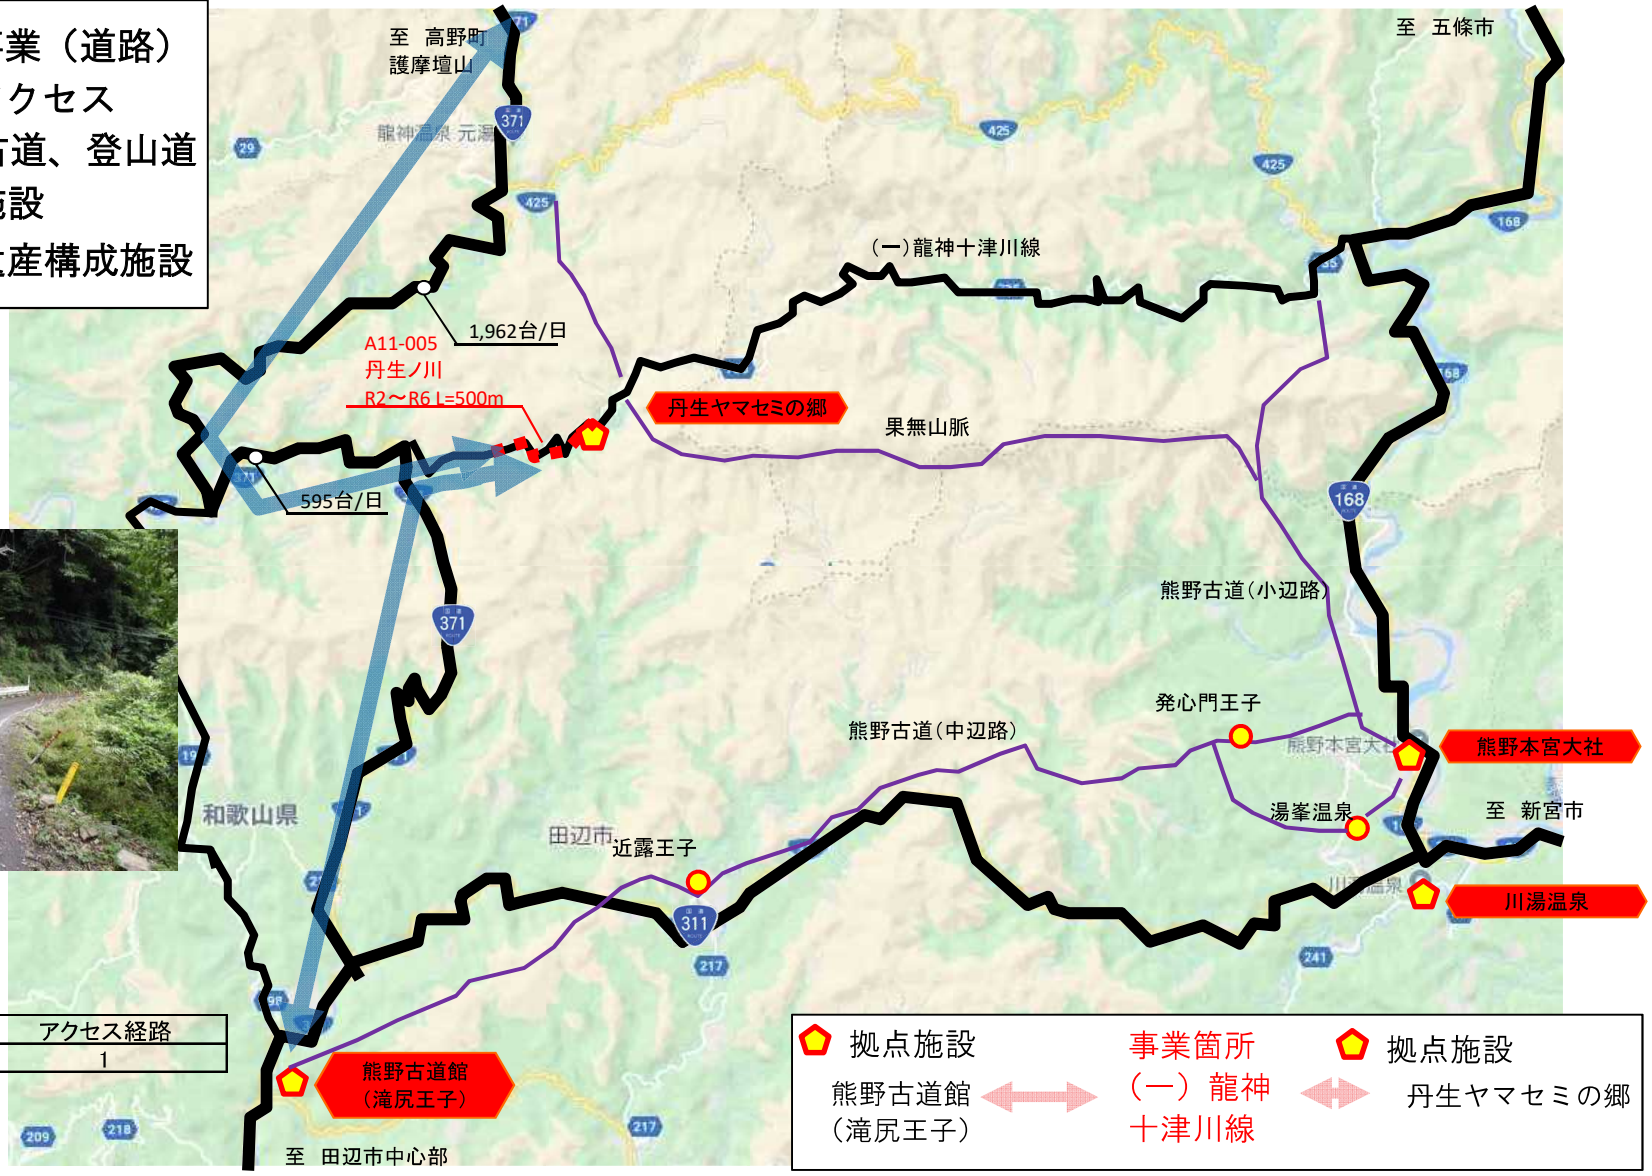 事業（道路）
アクセス
古道、登山道
施設
遺産構成施設
至 高野町
護摩壇山
至 五條市
371
371
龍神温泉 元湯
29
425
425
425
168
（一）龍神十津川線
1,962台/日
A11-005
丹生ノ川
R2～R6 L=500m
丹生ヤマセミの郷
果無山脈
595台/日
371
168
168
熊野古道（小辺路）
371
発心門王子
熊野古道（中辺路）
熊野本宮大社
熊野本宮大社
和歌山県
湯峯温泉
至 新宮市
田辺市
近露王子
川湯温泉
川湯温泉
311
217
241
アクセス経路
1
熊野古道館
（滝尻王子）
209
218
217
至 田辺市中心部
拠点施設
事業箇所
拠点施設
熊野古道館
（滝尻王子）
（一）龍神
十津川線
丹生ヤマセミの郷